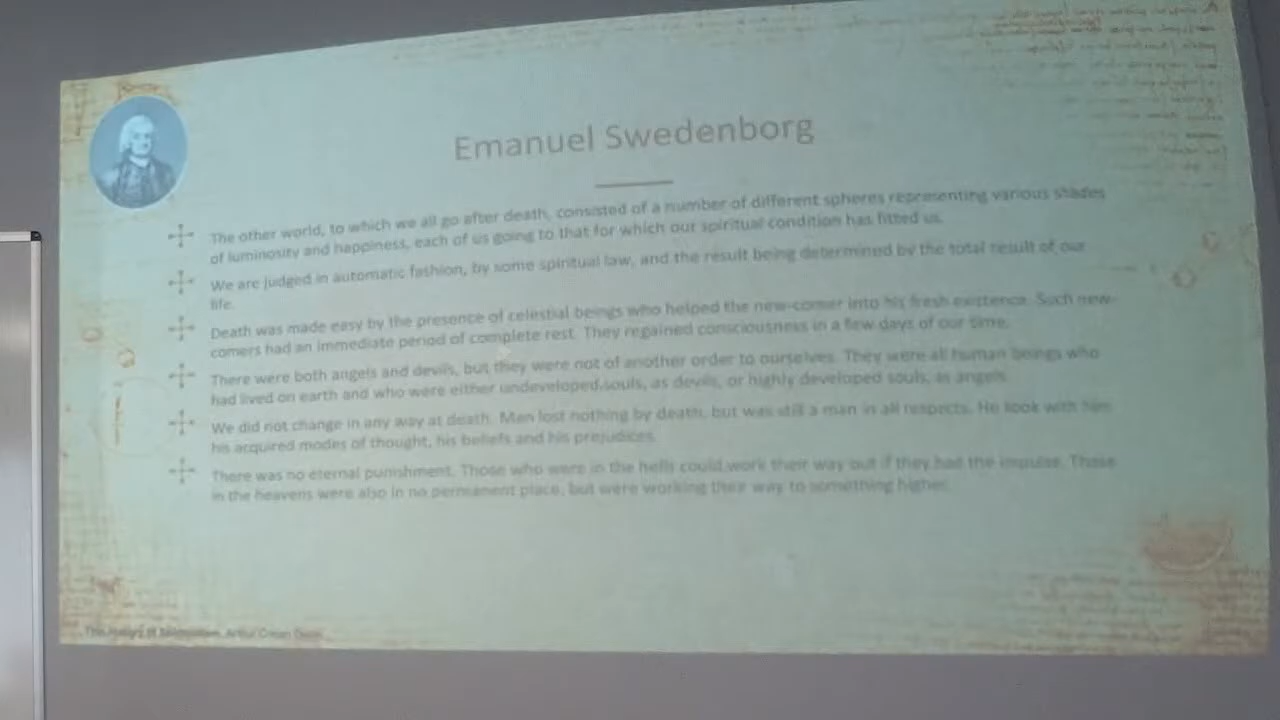 Emanuel Swedenborg
The other world, to which we all go after death, consisted of a number of different spheres representing various shades
of luminosity and happiness, each of us going to that for which our spiritual condition has fitted us.
We are judged in automatic fashion, by some spiritual law, and the result being determined by the total result of our
life.
Death was made easy by the presence of celestial beings who helped the new-comer into his fresh existence. Such new-
comers had an immediate period of complete rest. They regained consciousness in a few days of our time.
There were both angels and devils, but they were not of another order to ourselves. They were all human beings who
had lived on earth and who were either undeveloped souls, as devils, or highly developed souls, as angels.
We did not change in any way at death. Man lost nothing by death, but was still a man in all respects. He took with him
his acquired modes of thought, his beliefs and his prejudices.
There was no eternal punishment. Those who were in the hells could work their way out if they had the impulse. Those
in the heavens were also in no permanent place, but were working their way to something higher.
The History of Spiritualism, Arthur Conan Doyle